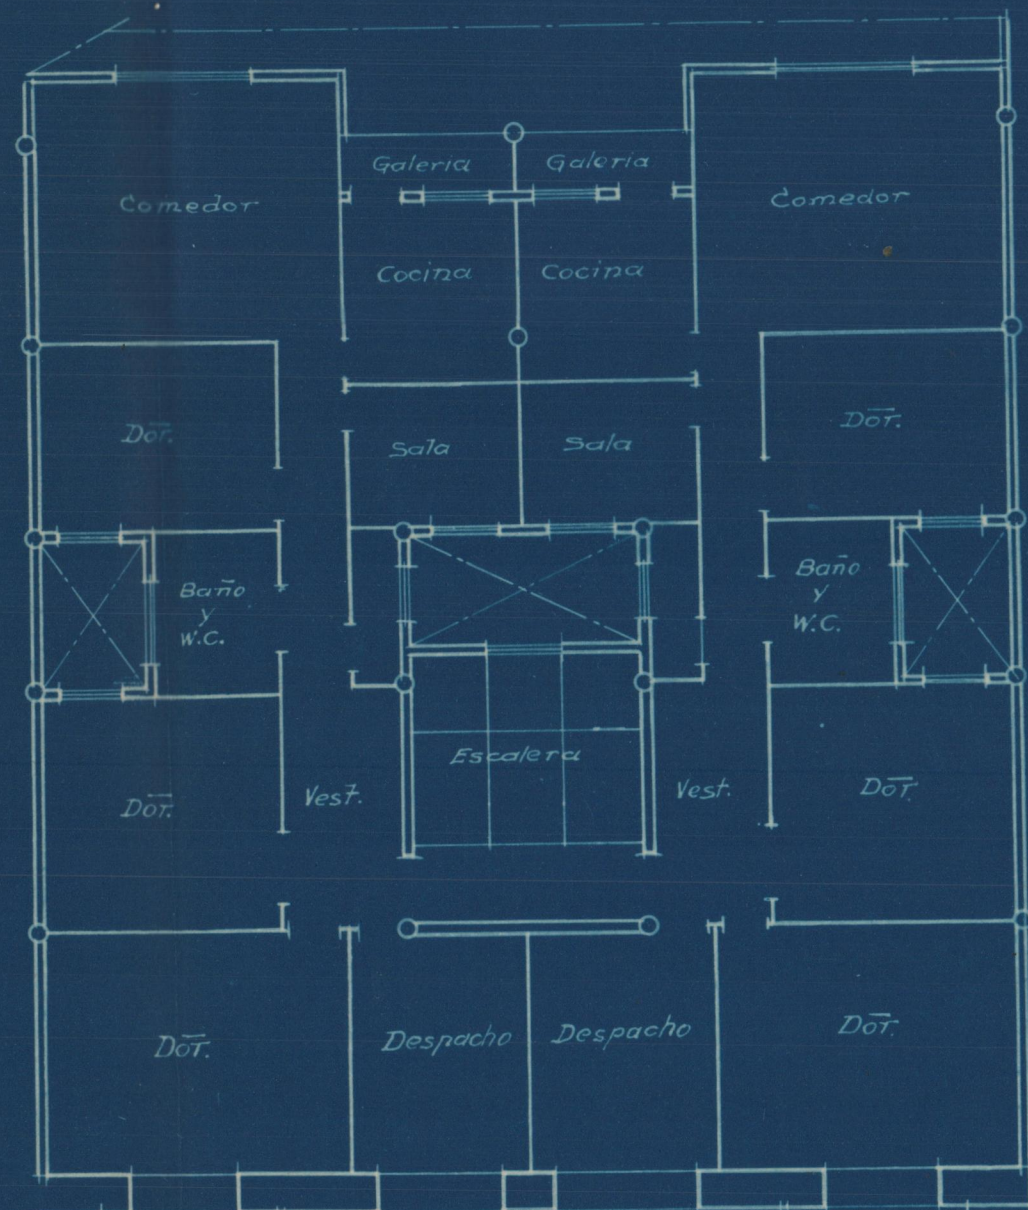 Galeria
Galeria
Comedor
Comedor
Cocina
Cocina
Dor.
Sala
Sala
Dor.
Baño
y
W.C.
Baño
y
W.C.
Escalera
Dor.
Vest.
Vest.
Dor.
Dor.
Despacho
Despacho
Dor.